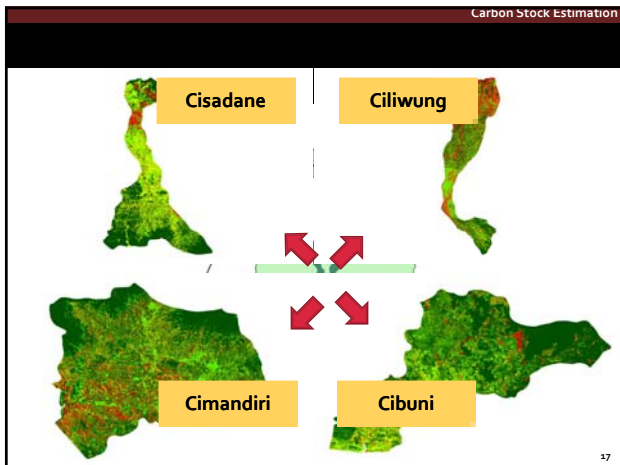 Carbon Stock Estimation
Cisadane
Ciliwung
Cimandiri
Cibuni
17